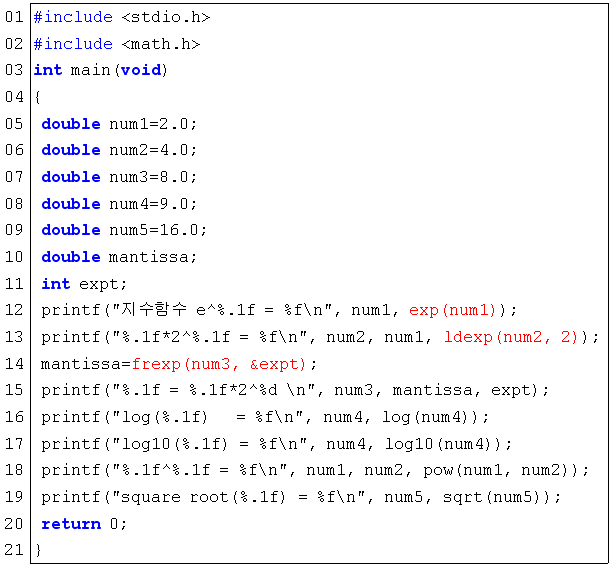 01 #include <stdio.h>
02 #include <math.h>
03 int main(void)
04 {
05 double num1=2.0;
06 double num2=4.0;
07 double num3=8.0;
08 double num4=9.0;
09 double num5=16.0;
10 double mantissa;
11 int expt;
12 printf("지수함수 e^%.1f = %f\n", num1, exp(num1));
13 printf("%.1f*2^%.1f = %f\n", num2, num1, ldexp(num2, 2));
14 mantissa=frexp(num3, &expt);
15 printf("%.1f = %.1f*2^%d \n", num3, mantissa, expt);
16 printf("log(%.1f)   = %f\n", num4, log(num4));
17 printf("log10(%.1f) = %f\n", num4, log10(num4));
18 printf("%.1f^%.1f = %f\n", num1, num2, pow(num1, num2));
19 printf("square root(%.1f) = %f\n", num5, sqrt(num5));
20 return 0;
21 }